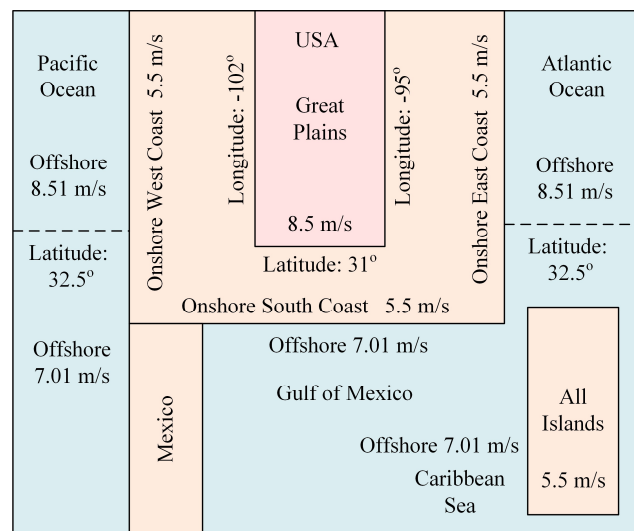 Pacific
Ocean
Offshore
8.51 m/s
Latitude:
32.5°
Offshore
7.01 m/s
Onshore West Coast 5.5 m/s
Longitude: -102°
USA
Great
Plains
8.5 m/s
Longitude: -95°
Onshore East Coast 5.5 m/s
Latitude: 31°
Onshore South Coast 5.5 m/s
Atlantic
Ocean
Offshore
8.51 m/s
Latitude:
32.5°
Mexico
Offshore 7.01 m/s
Gulf of Mexico
Offshore 7.01 m/s
Caribbean
Sea
All
Islands
5.5 m/s